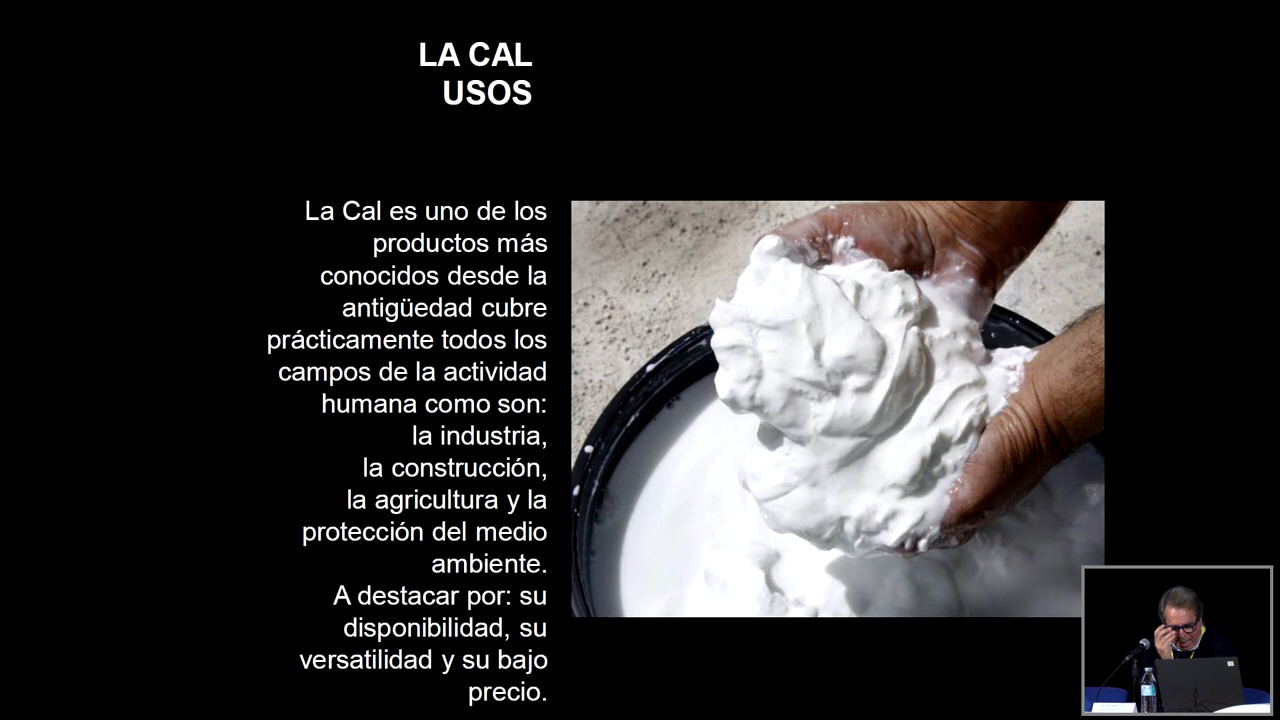 LA CAL
USOS
La Cal es uno de los
productos más
conocidos desde la
antigüedad cubre
prácticamente todos los
campos de la actividad
humana como son:
la industria,
la construcción,
la agricultura y la
protección del medio
ambiente.
A destacar por: su
disponibilidad, su
versatilidad y su bajo
precio.